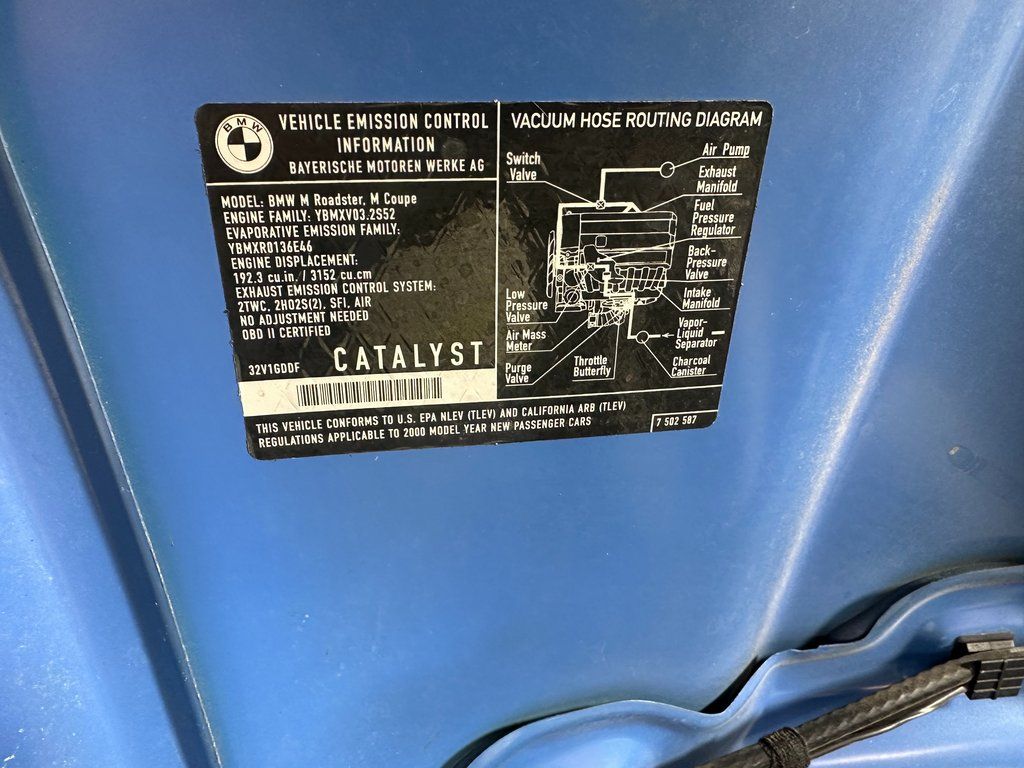 BMW
VEHICLE EMISSION CONTROL
INFORMATION
BAYERISCHE MOTOREN WERKE AG
MODEL: BMW M Roadster, M Coupe
ENGINE FAMILY: YBMXV03.2S52
EVAPORATIVE EMISSION FAMILY:
YBMXR0136E46
ENGINE DISPLACEMENT:
192.3 cu.in. / 3152 cu.cm
EXHAUST EMISSION CONTROL SYSTEM:
2TWC, 2HO2S(2), SFI, AIR
NO ADJUSTMENT NEEDED
OBD II CERTIFIED
32V1GDDF
CATALYST
VACUUM HOSE ROUTING DIAGRAM
Switch
Valve
Air Pump
Exhaust
Manifold
Fuel
Pressure
Regulator
Back-
Pressure
Valve
Intake
Manifold
Low
Pressure
Valve
Air Mass
Meter
Purge
Valve
Throttle
Butterfly
Vapor-
Liquid
Separator
Charcoal
Canister
THIS VEHICLE CONFORMS TO U.S. EPA NLEV (TLEV) AND CALIFORNIA ARB (TLEV)
REGULATIONS APPLICABLE TO 2000 MODEL YEAR NEW PASSENGER CARS
7 502 587